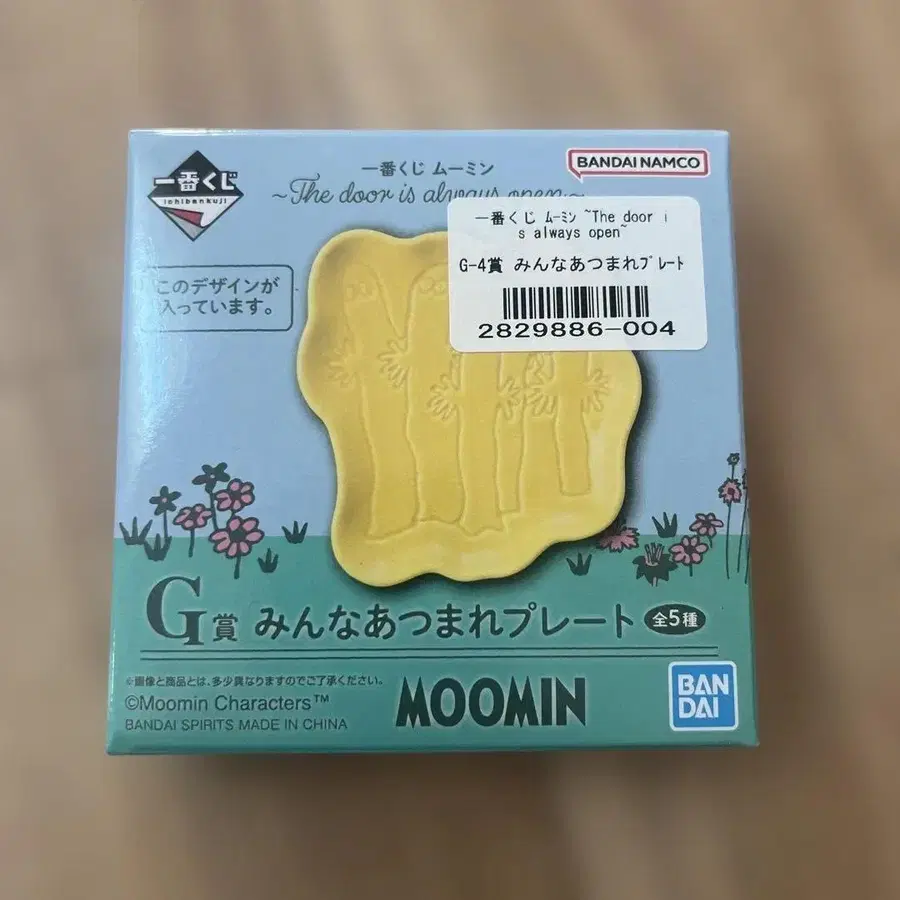 一番くじ
ichibankuji
一番くじ ムーミン
~The door is always open~
BANDAI NAMCO
一番くじ ﾑｰﾐﾝ ~The door i
s always open~
G-4賞 みんなあつまれﾌﾟﾚｰﾄ
2829886-004
このデザインが
入っています。
G賞 みんなあつまれプレート 全5種
※画像と商品とは、多少異なりますのでご了承ください。
©Moomin Characters™
BANDAI SPIRITS MADE IN CHINA
MOOMIN
BAN
DAI